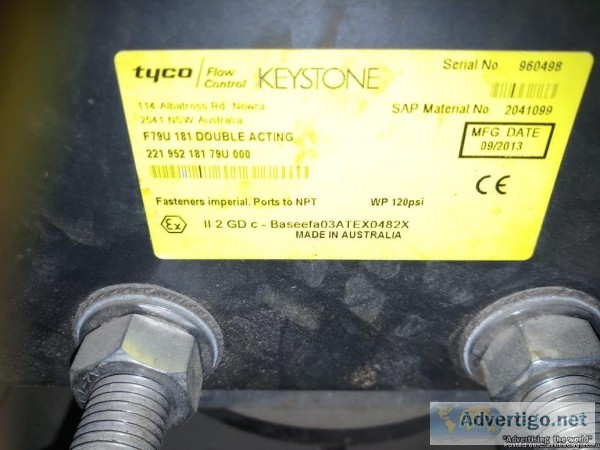 tyco Flow Control KEYSTONE
Serial No 960498
114 Albatross Rd, Nowra
2541 NSW Australia
SAP Material No 2041099
F79U 181 DOUBLE ACTING
221 952 181 79U 000
MFG. DATE
09/2013
CE
Fasteners imperial. Ports to NPT WP 120psi
Ex II 2 GD c - Baseefa03ATEX0482X
MADE IN AUSTRALIA
Advertigo.net
"Advertising the world"